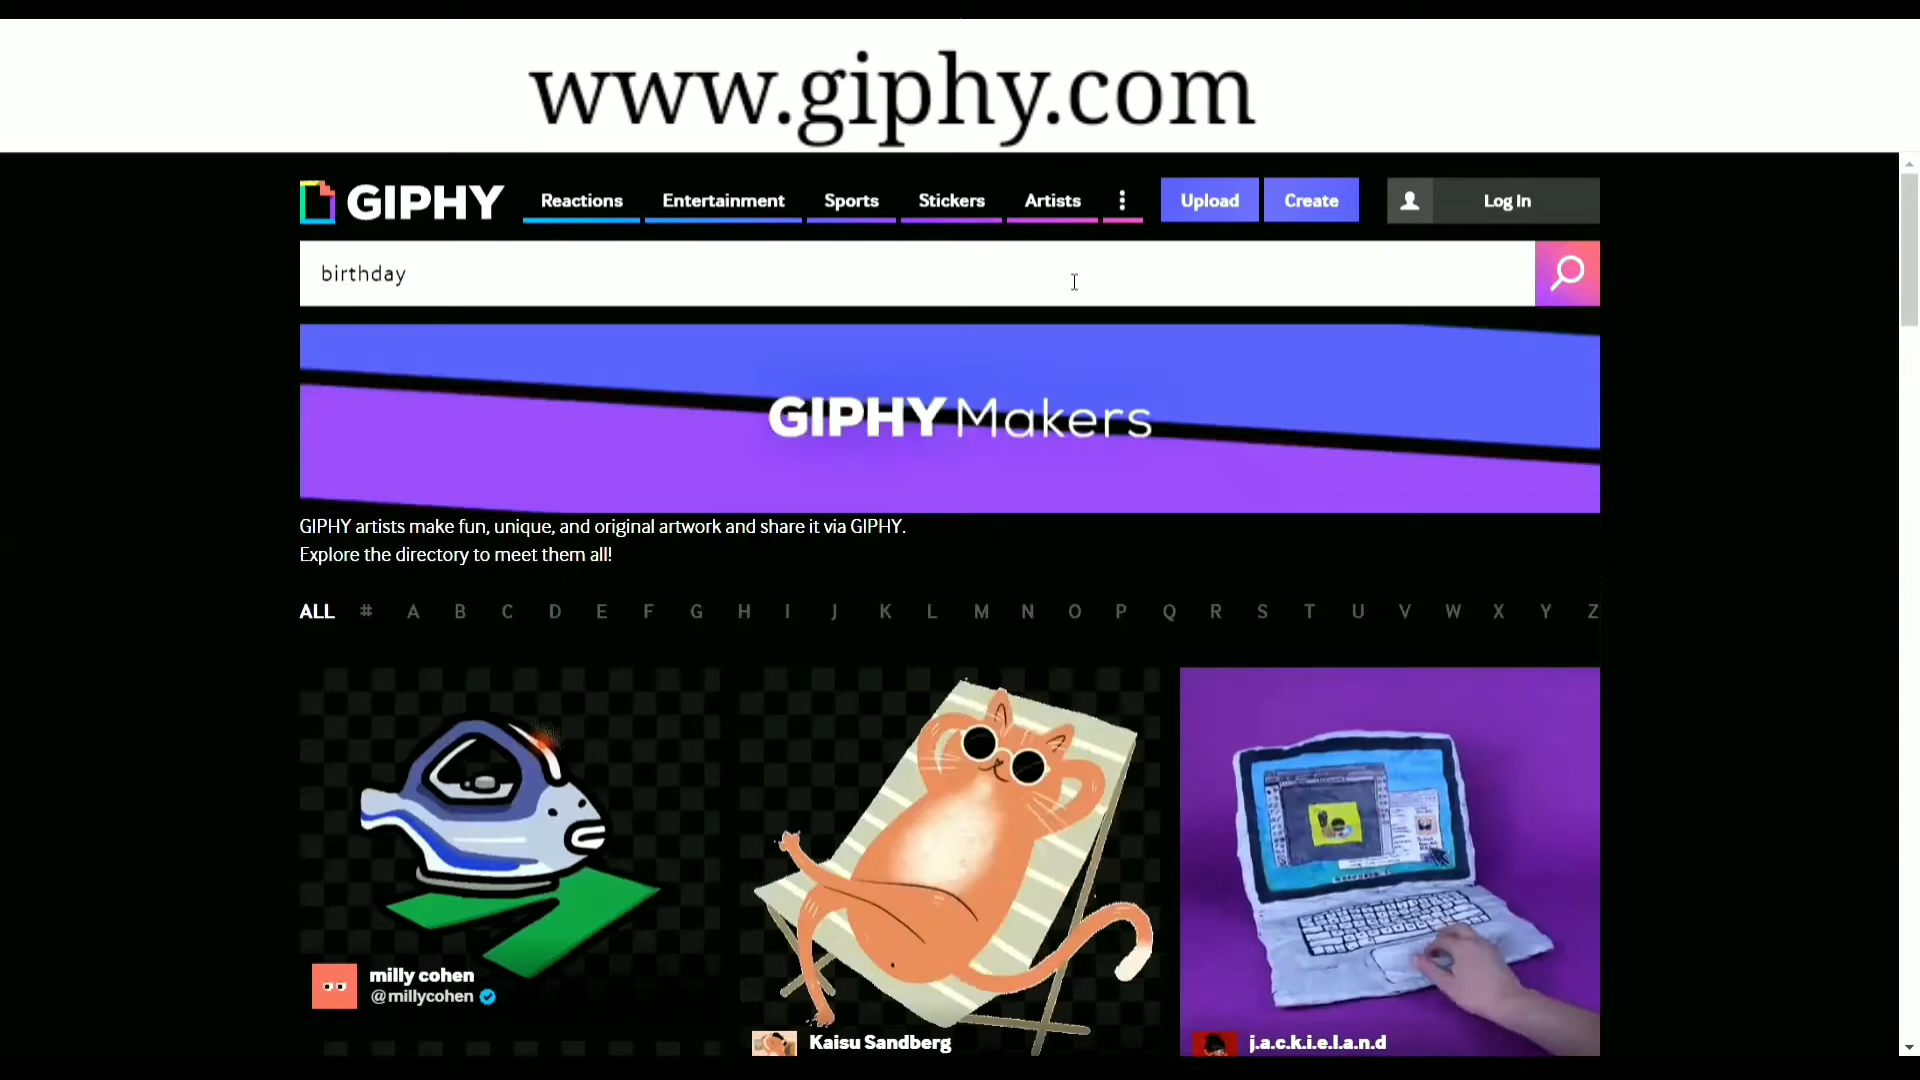 www.giphy.com
GIPHY Reactions Entertainment Sports Stickers Artists Upload Create Log In
birthday
GIPHY Makers
GIPHY artists make fun, unique, and original artwork and share it via GIPHY.
Explore the directory to meet them all!
ALL # A B C D E F G H I J K L M N O P Q R S T U V W X Y Z
milly cohen
@millycohen
Kaisu Sandberg
j.a.c.k.i.e.l.a.n.d